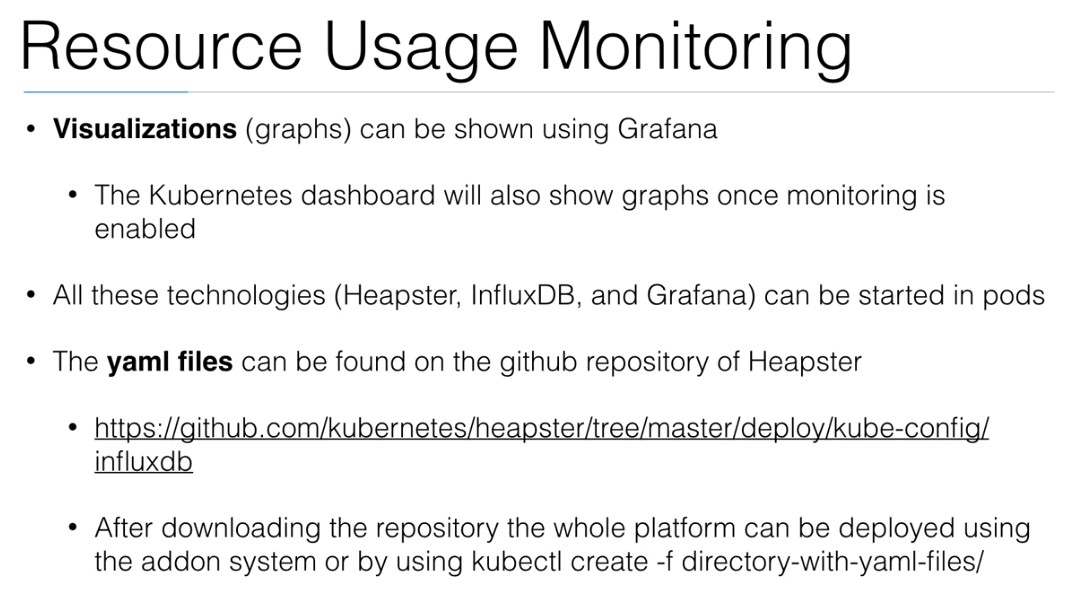 Resource Usage Monitoring
• Visualizations (graphs) can be shown using Grafana
• The Kubernetes dashboard will also show graphs once monitoring is
enabled
• All these technologies (Heapster, InfluxDB, and Grafana) can be started in pods
• The yaml files can be found on the github repository of Heapster
• https://github.com/kubernetes/heapster/tree/master/deploy/kube-config/
influxdb
• After downloading the repository the whole platform can be deployed using
the addon system or by using kubectl create -f directory-with-yaml-files/